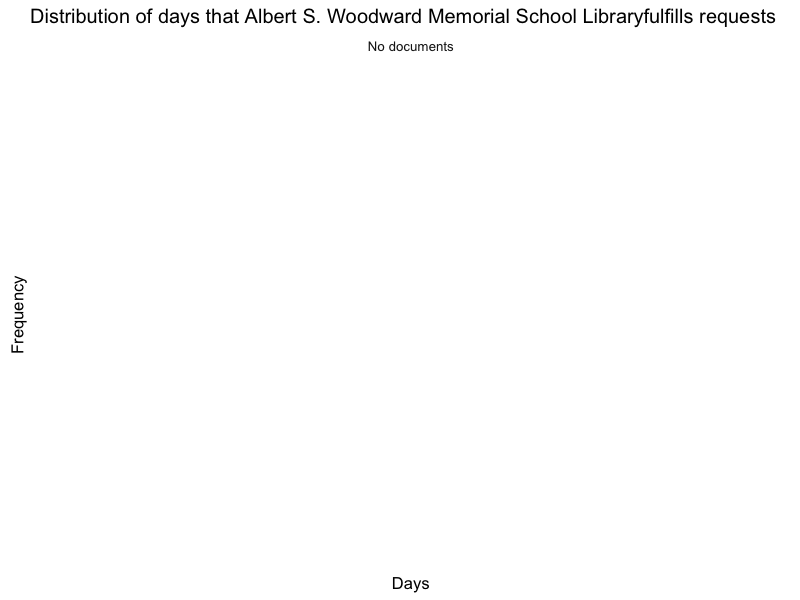 Distribution of days that Albert S. Woodward Memorial School Libraryfulfills requests
No documents
Frequency
Days